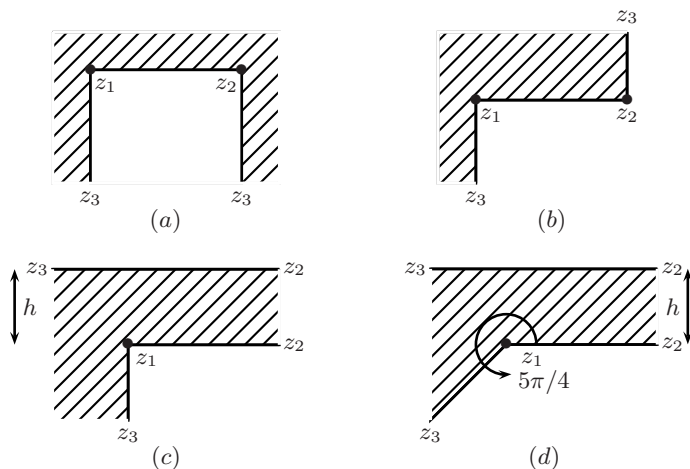 z₃
z₁ z₂ z₁ z₂
z₃ z₃ z₃
(a) (b)
z₃ z₂ z₃ z₂
h h
z₁ z₂ z₁ z₂
5π/4
z₃ z₃
(c) (d)